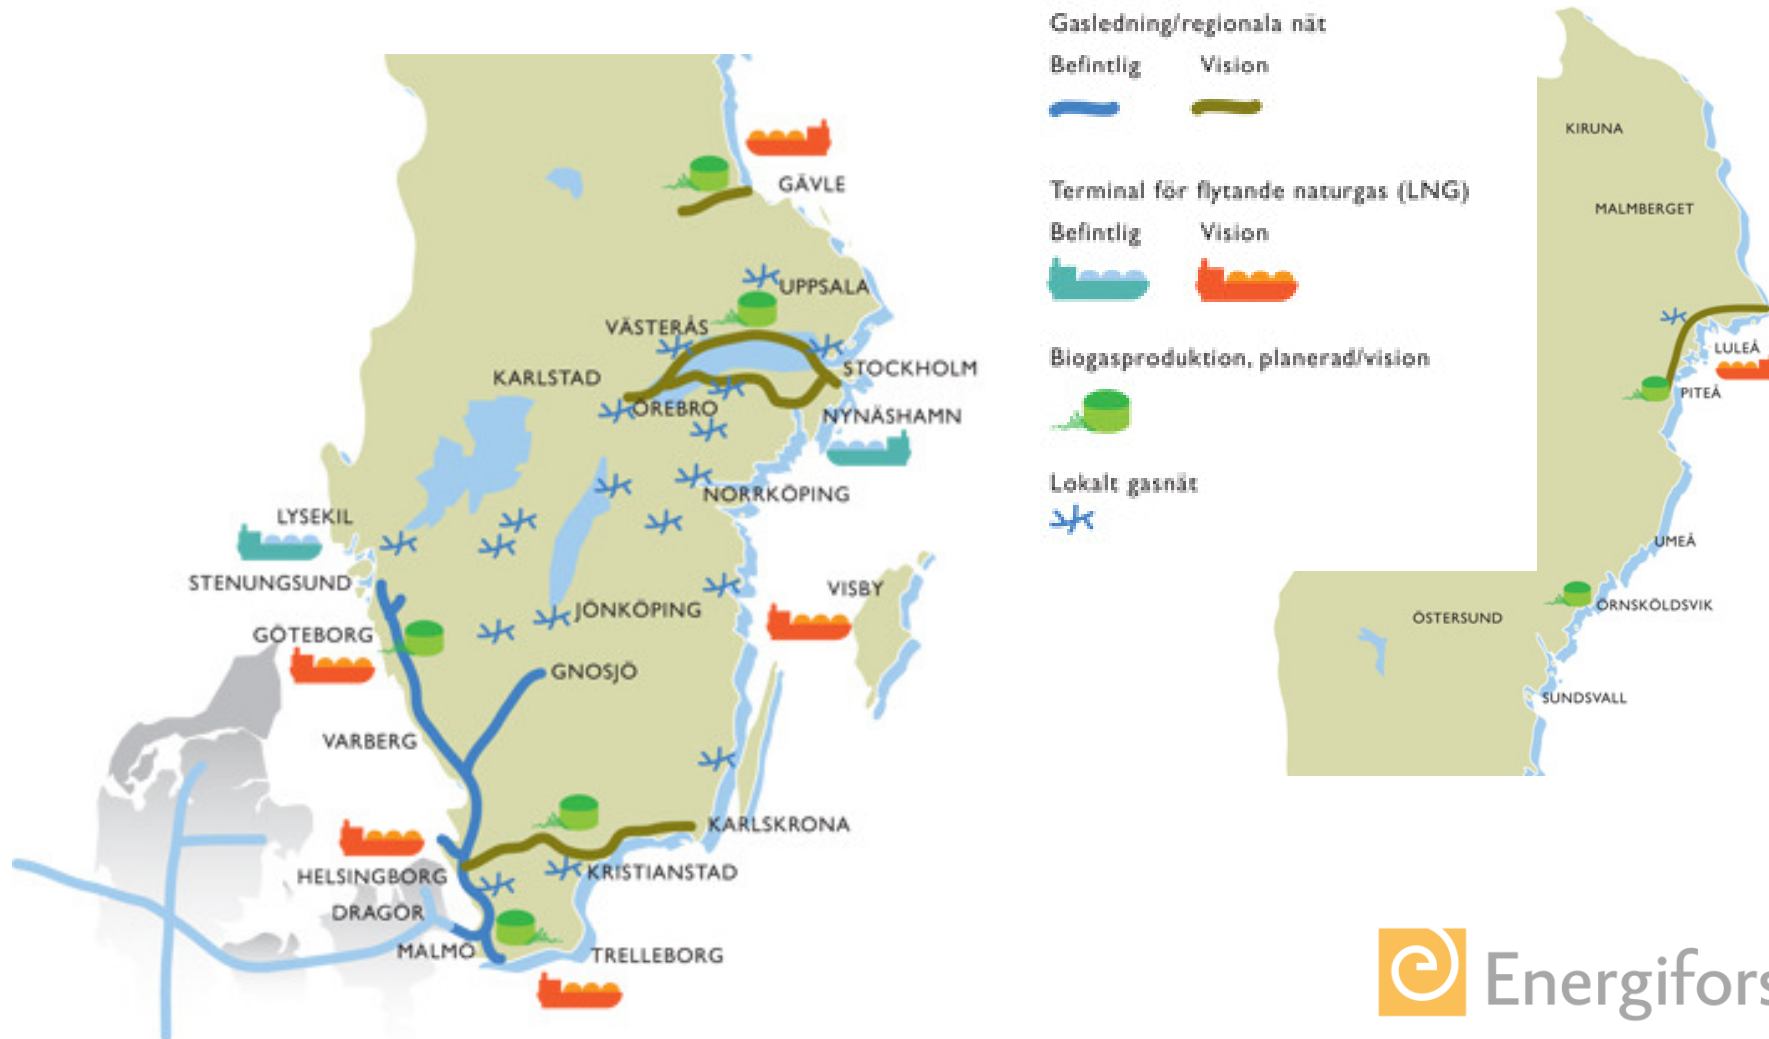 Gasledning/regionala nät
Befintlig Vision
Terminal för flytande naturgas (LNG)
Befintlig Vision
Biogasproduktion, planerad/vision
Lokalt gasnät
GÄVLE
UPPSALA
VÄSTERÅS
STOCKHOLM
KARLSTAD
ÖREBRO
NYNÄSHAMN
NORRKÖPING
LYSEKIL
STENUNGSUND
VISBY
JÖNKÖPING
GÖTEBORG
GNOSJÖ
VARBERG
KARLSKRONA
HELSINGBORG
KRISTIANSTAD
DRAGÖR
MALMÖ
TRELLEBORG
KIRUNA
MALMBERGET
LULEÅ
PITEÅ
UMEÅ
ÖRNSKÖLDSVIK
ÖSTERSUND
SUNDSVALL
Energifors